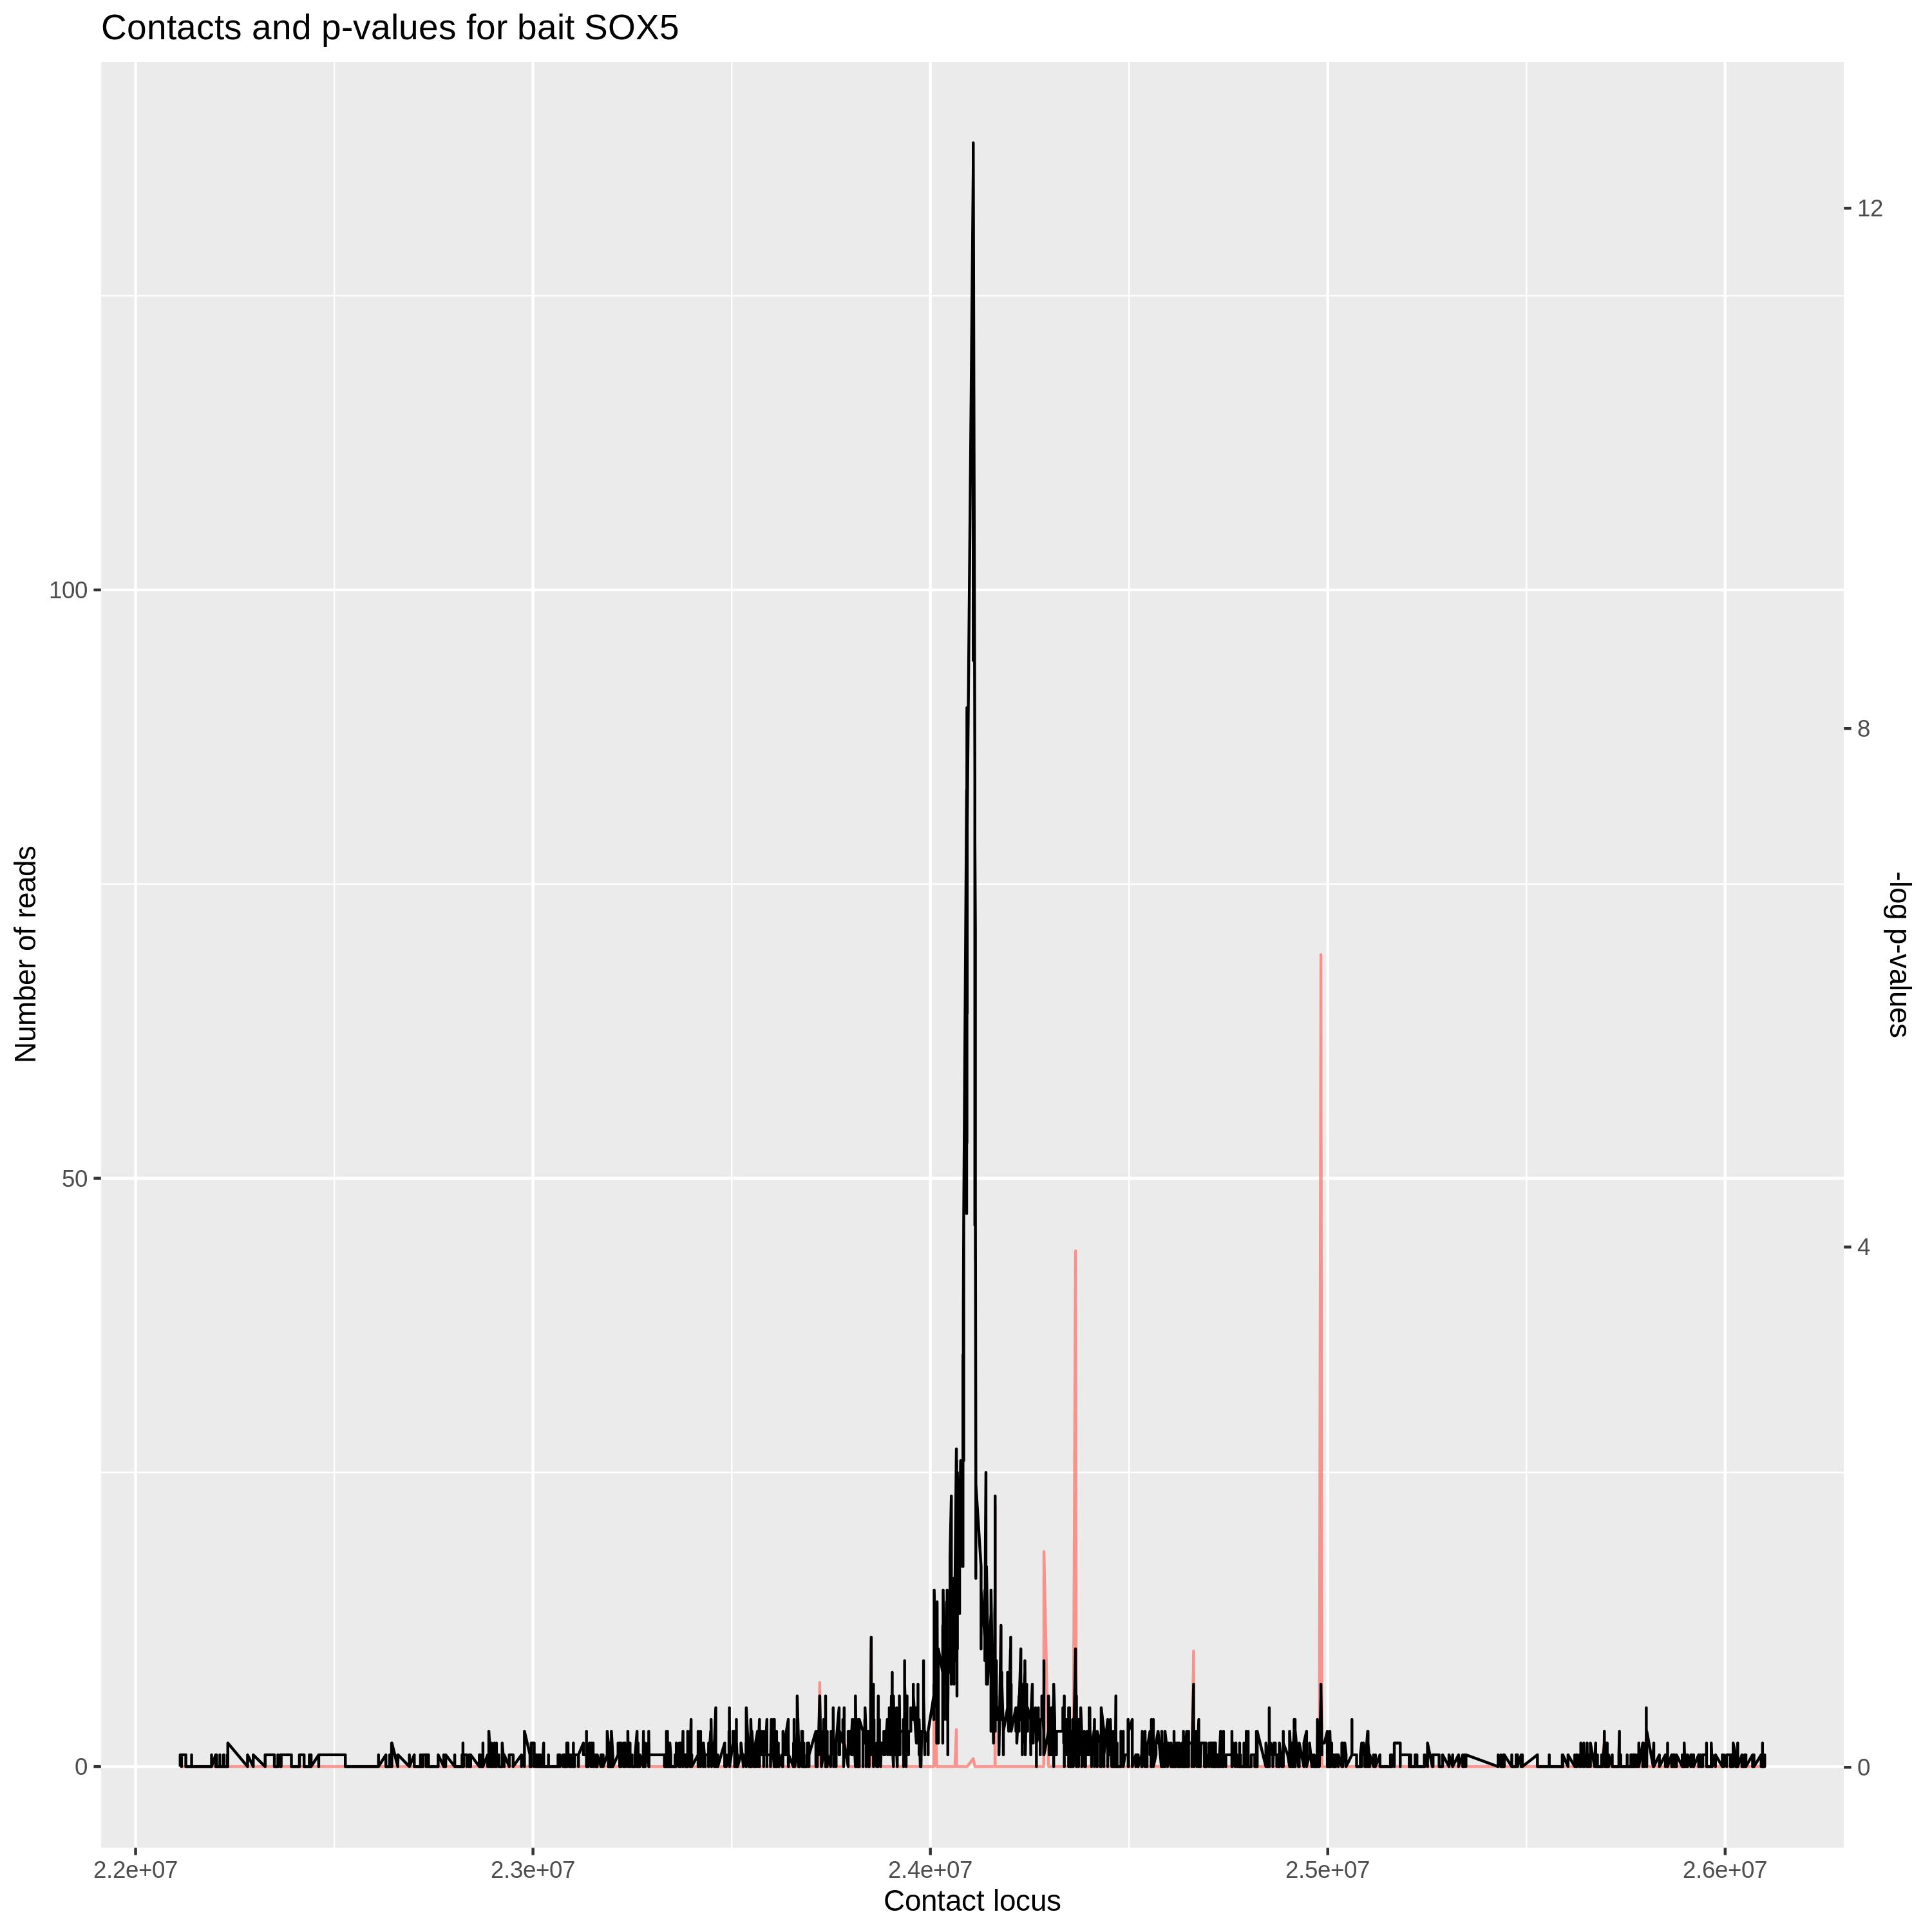 Contacts and p-values for bait SOX5
Number of reads
100
50
0
12
8
4
0
-log p-values
2.2e+07
2.3e+07
2.4e+07
2.5e+07
2.6e+07
Contact locus